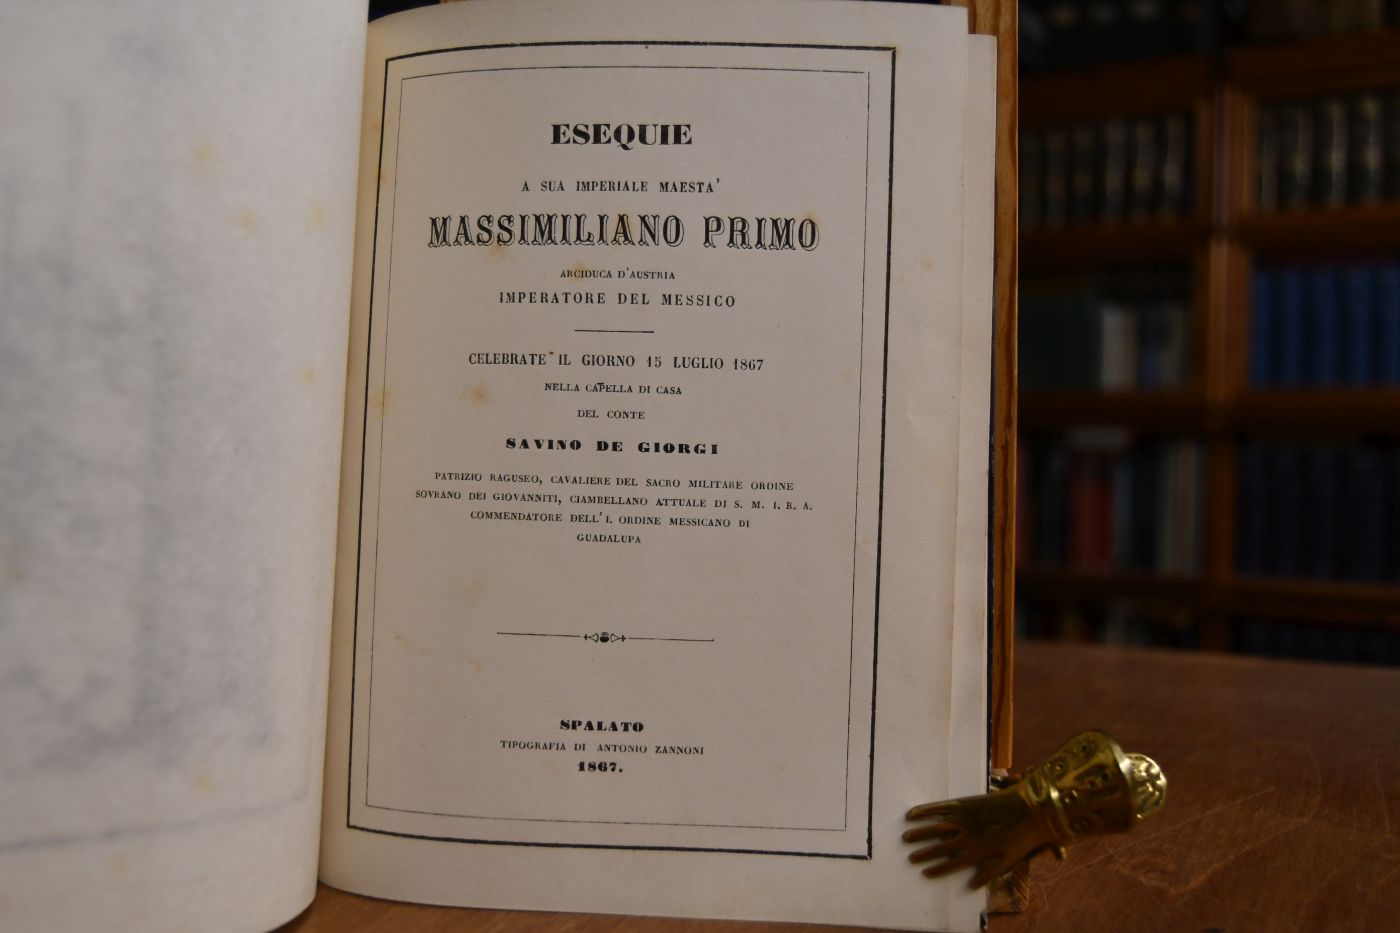 ESEQUIE
A SUA IMPERIALE MAESTA'
MASSIMILIANO PRIMO
ARCIDUCA D'AUSTRIA
IMPERATORE DEL MESSICO
CELEBRATE IL GIORNO 15 LUGLIO 1867
NELLA CAPELLA DI CASA
DEL CONTE
SAVINO DE GIORGI
PATRIZIO RAGUSEO, CAVALIERE DEL SACRO MILITARE ORDINE
SOVRANO DEI GIOVANNITI, CIAMBELLANO ATTUALE DI S. M. I. R. A.
COMMENDATORE DELL'I. ORDINE MESSICANO DI
GUADALUPA
SPALATO
TIPOGRAFIA DI ANTONIO ZANNONI
1867.